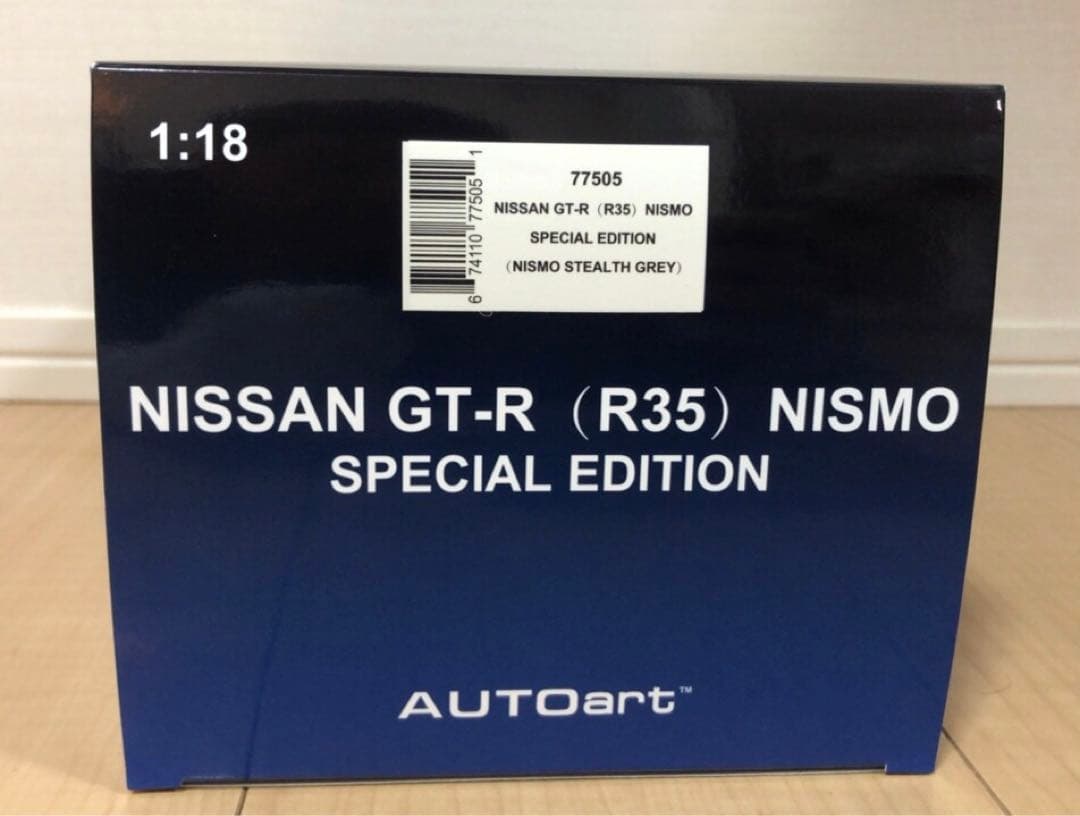 1:18
6 74110 77505 1
77505
NISSAN GT-R（R35）NISMO
SPECIAL EDITION
（NISMO STEALTH GREY）
NISSAN GT-R（R35）NISMO
SPECIAL EDITION
AUTOart™